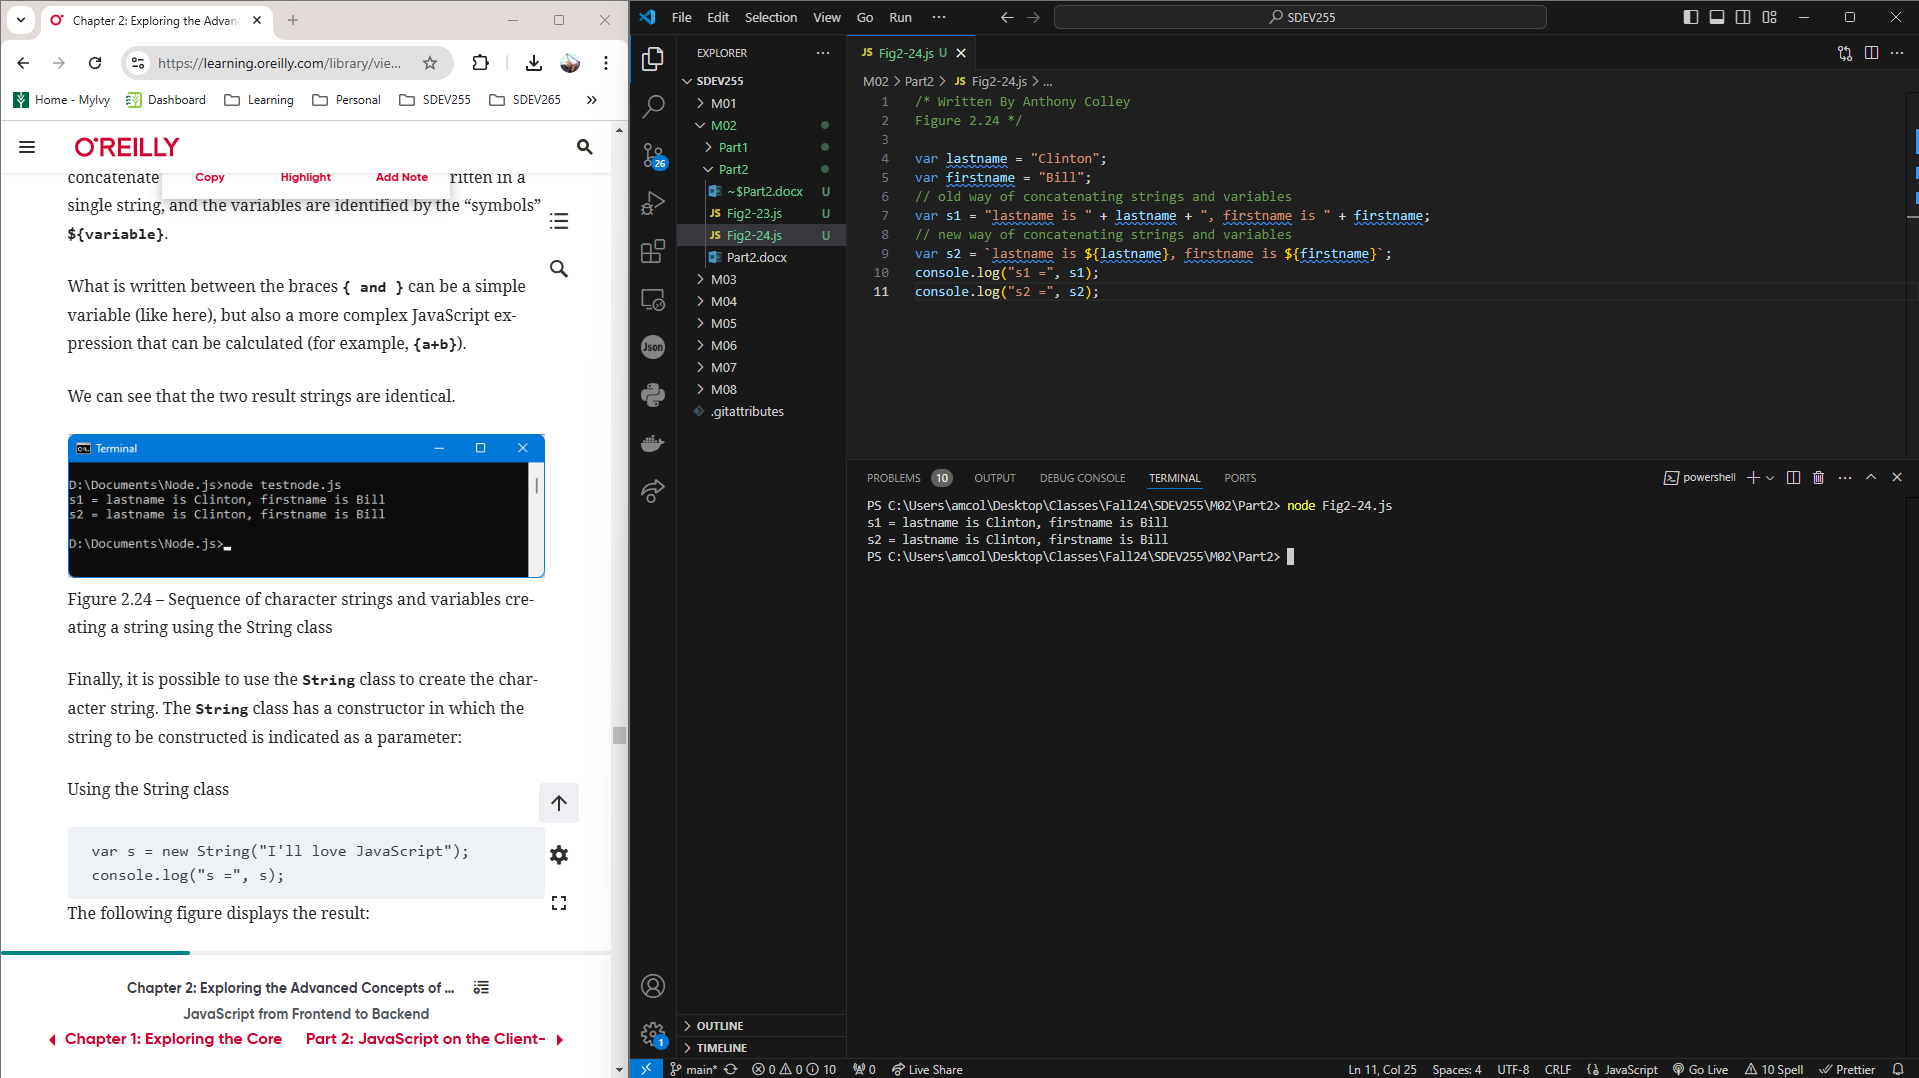 Chapter 2: Exploring the Advan
https://learning.oreilly.com/library/vie...
Home - MyIvy
Dashboard
Learning
Personal
SDEV255
SDEV265
O'REILLY
concatenate
ritten in a
Copy
Highlight
Add Note
single string, and the variables are identified by the “symbols”
${variable}.
What is written between the braces { and } can be a simple
variable (like here), but also a more complex JavaScript ex-
pression that can be calculated (for example, {a+b}).
We can see that the two result strings are identical.
Terminal
D:\Documents\Node.js>node testnode.js
s1 = lastname is Clinton, firstname is Bill
s2 = lastname is Clinton, firstname is Bill
D:\Documents\Node.js>
Figure 2.24 – Sequence of character strings and variables cre-
ating a string using the String class
Finally, it is possible to use the String class to create the char-
acter string. The String class has a constructor in which the
string to be constructed is indicated as a parameter:
Using the String class
var s = new String("I'll love JavaScript");
console.log("s =", s);
The following figure displays the result:
Chapter 2: Exploring the Advanced Concepts of ...
JavaScript from Frontend to Backend
Chapter 1: Exploring the Core
Part 2: JavaScript on the Client-
File Edit Selection View Go Run ···
SDEV255
26
Json
1
EXPLORER
SDEV255
M01
M02
Part1
Part2
~$Part2.docx U
Fig2-23.js U
Fig2-24.js U
Part2.docx
M03
M04
M05
M06
M07
M08
.gitattributes
OUTLINE
TIMELINE
JS Fig2-24.js U
M02 > Part2 > JS Fig2-24.js > ...
1 /* Written By Anthony Colley
2 Figure 2.24 */
3
4 var lastname = "Clinton";
5 var firstname = "Bill";
6 // old way of concatenating strings and variables
7 var s1 = "lastname is " + lastname + ", firstname is " + firstname;
8 // new way of concatenating strings and variables
9 var s2 = `lastname is ${lastname}, firstname is ${firstname}`;
10 console.log("s1 =", s1);
11 console.log("s2 =", s2);
PROBLEMS 10 OUTPUT DEBUG CONSOLE TERMINAL PORTS
powershell
PS C:\Users\amcol\Desktop\Classes\Fall24\SDEV255\M02\Part2> node Fig2-24.js
s1 = lastname is Clinton, firstname is Bill
s2 = lastname is Clinton, firstname is Bill
PS C:\Users\amcol\Desktop\Classes\Fall24\SDEV255\M02\Part2>
main* 0 0 10 0 Live Share
Ln 11, Col 25 Spaces: 4 UTF-8 CRLF {} JavaScript Go Live 10 Spell Prettier